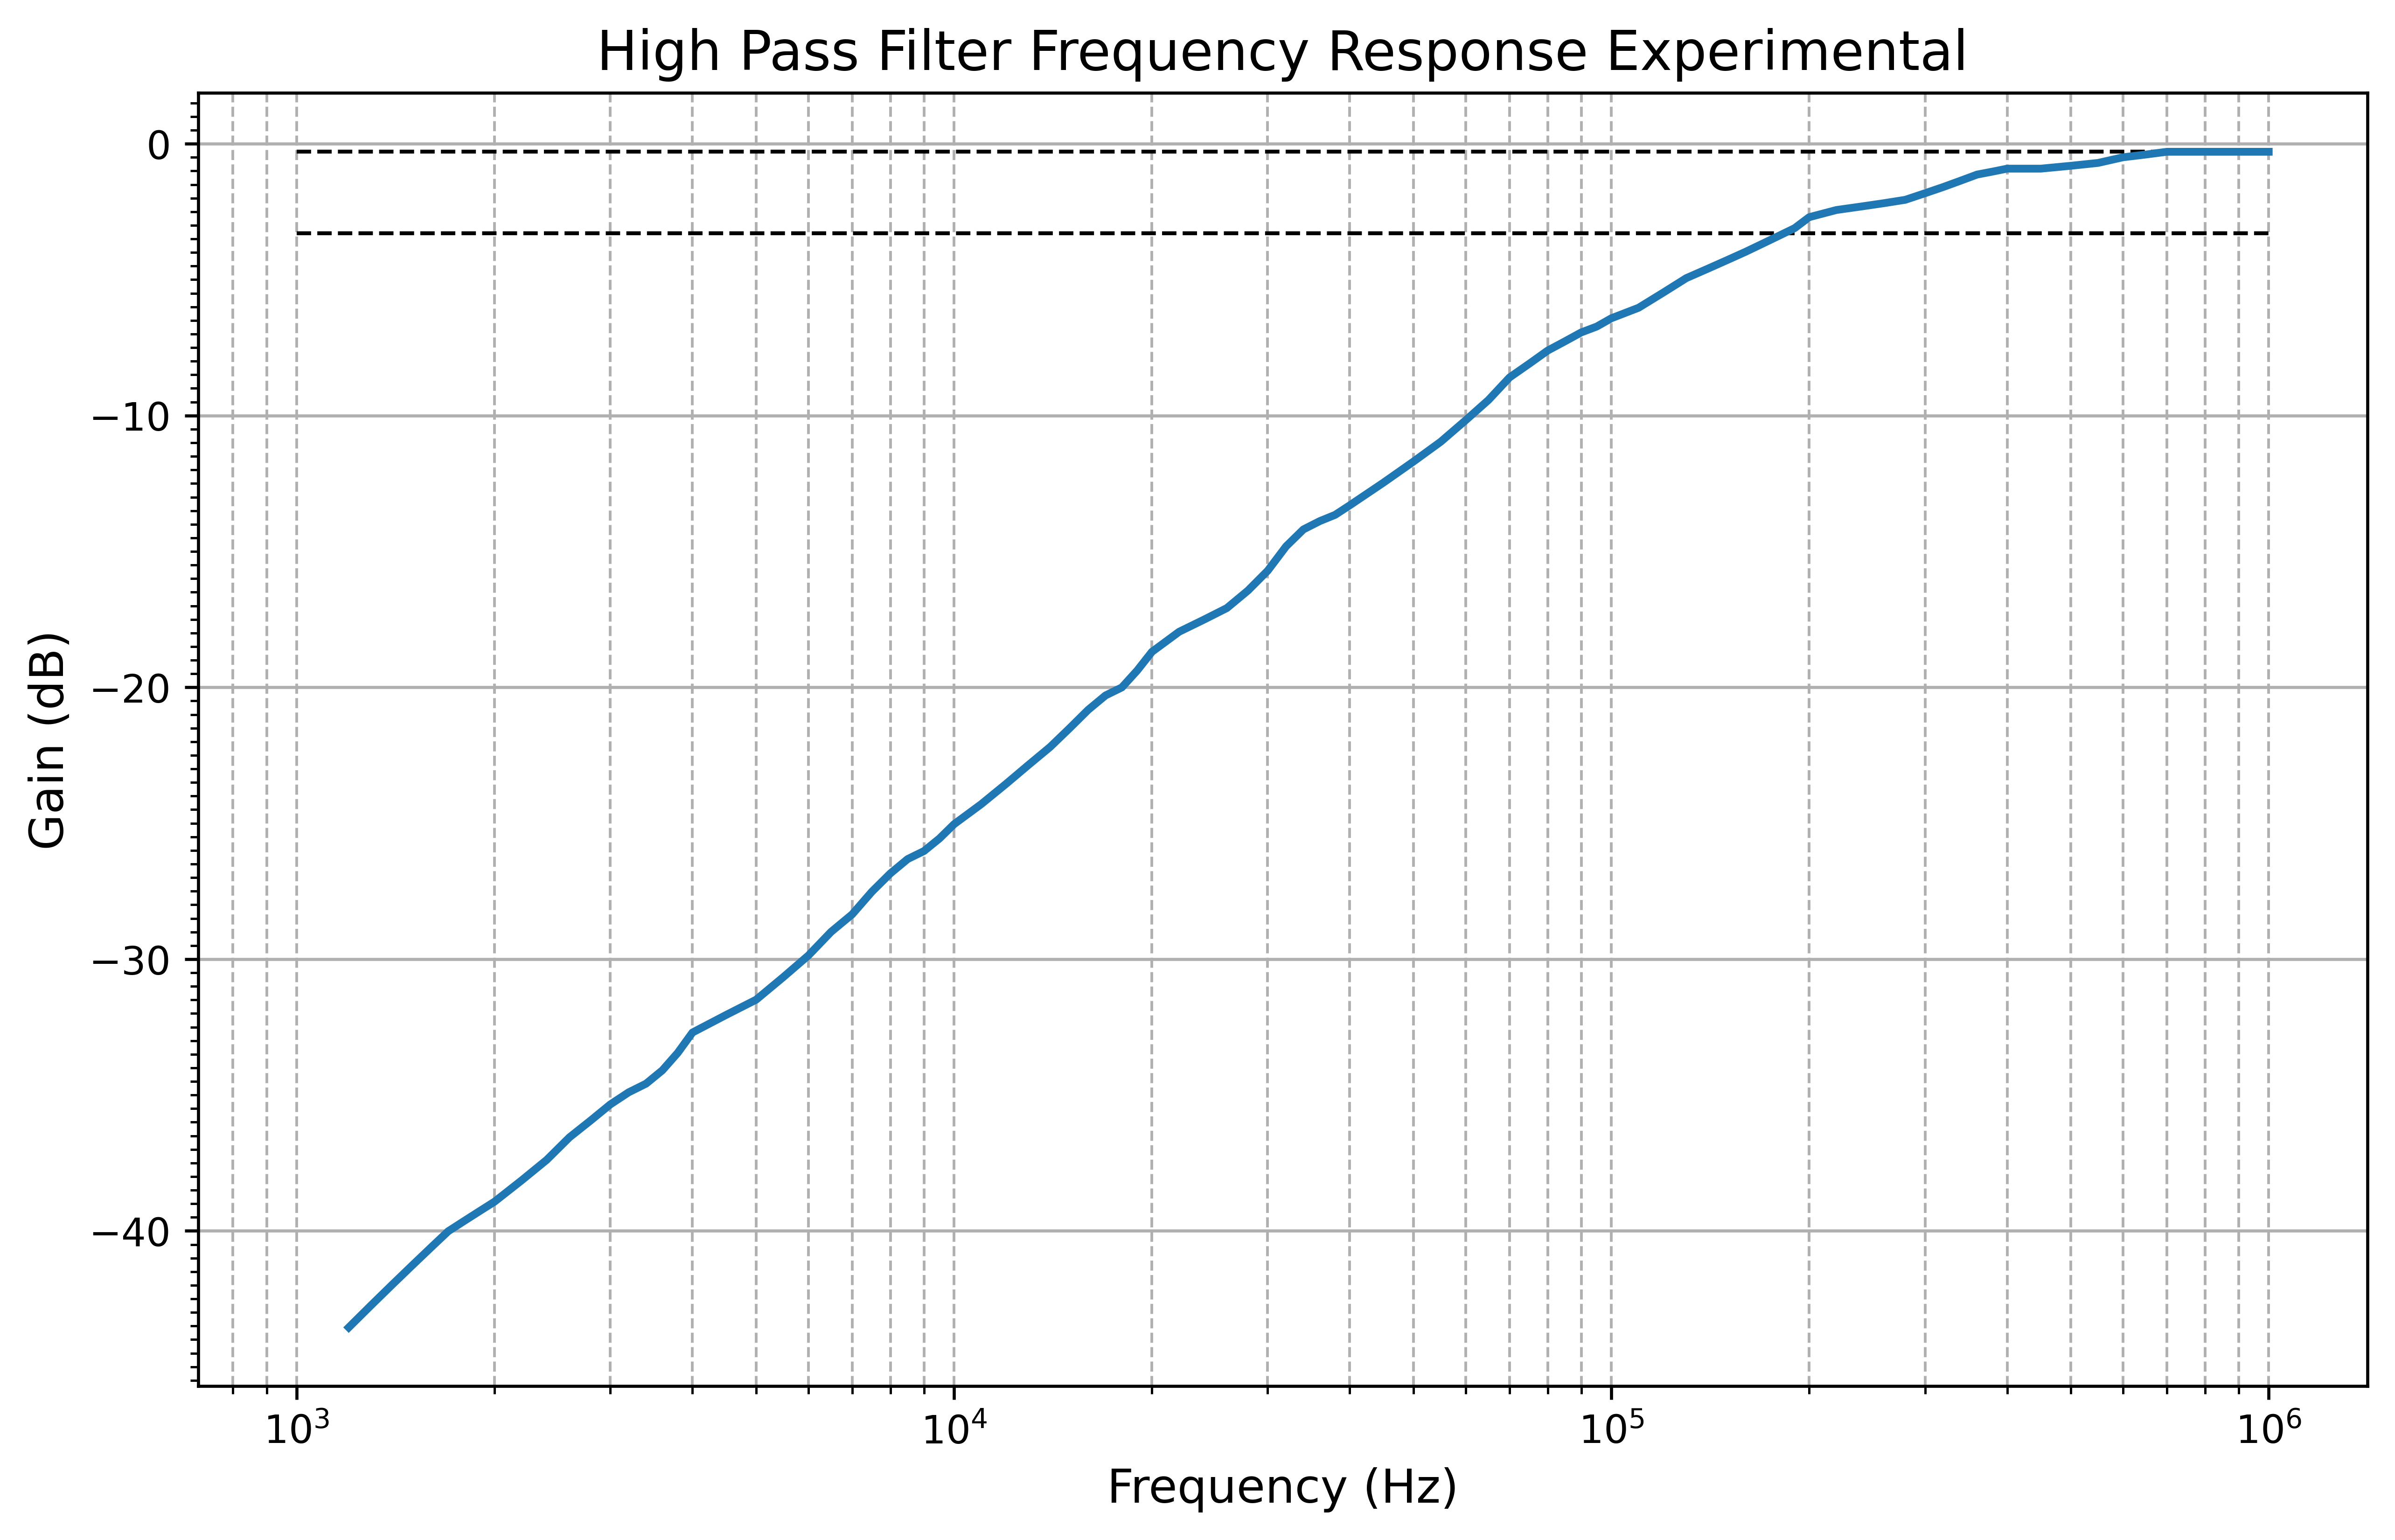 High Pass Filter Frequency Response Experimental
0
−10
−20
−30
−40
Gain (dB)
10³ 10⁴ 10⁵ 10⁶
Frequency (Hz)